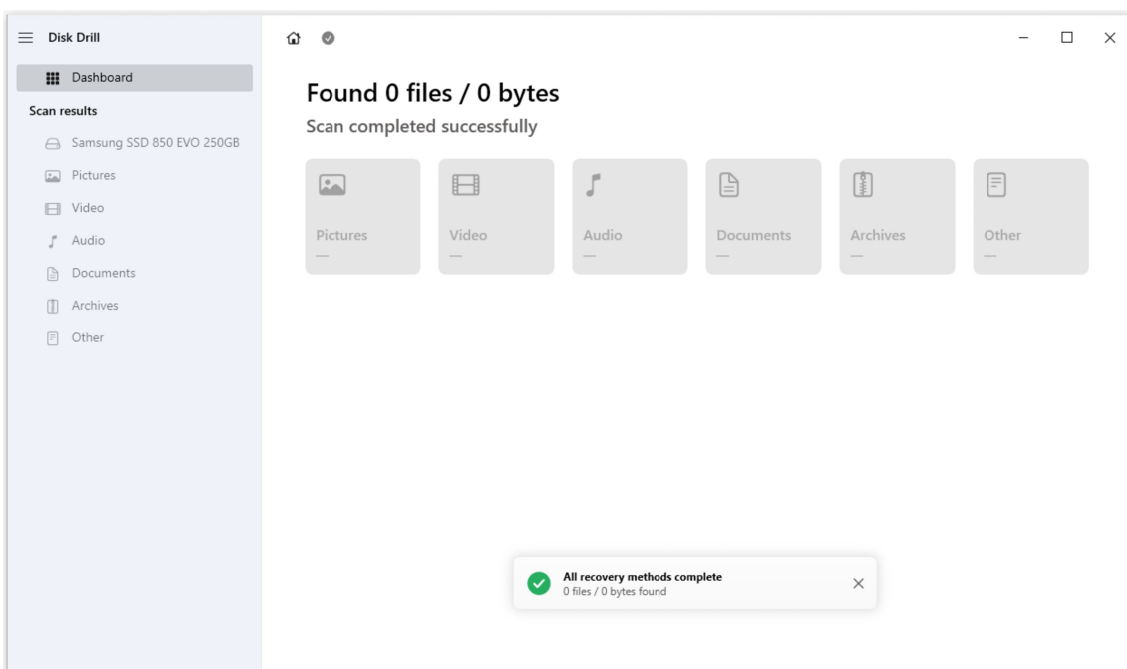 Disk Drill
Dashboard
Scan results
Samsung SSD 850 EVO 250GB
Pictures
Video
Audio
Documents
Archives
Other
Found 0 files / 0 bytes
Scan completed successfully
Pictures
—
Video
—
Audio
—
Documents
—
Archives
—
Other
—
All recovery methods complete
0 files / 0 bytes found